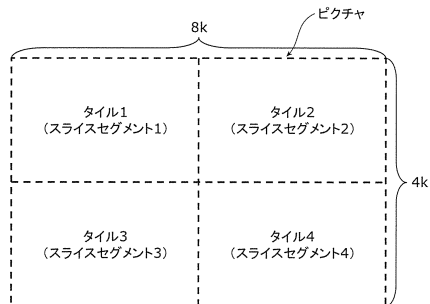 ピクチャ
8k
タイル1
(スライスセグメント1)
タイル2
(スライスセグメント2)
4k
タイル3
(スライスセグメント3)
タイル4
(スライスセグメント4)